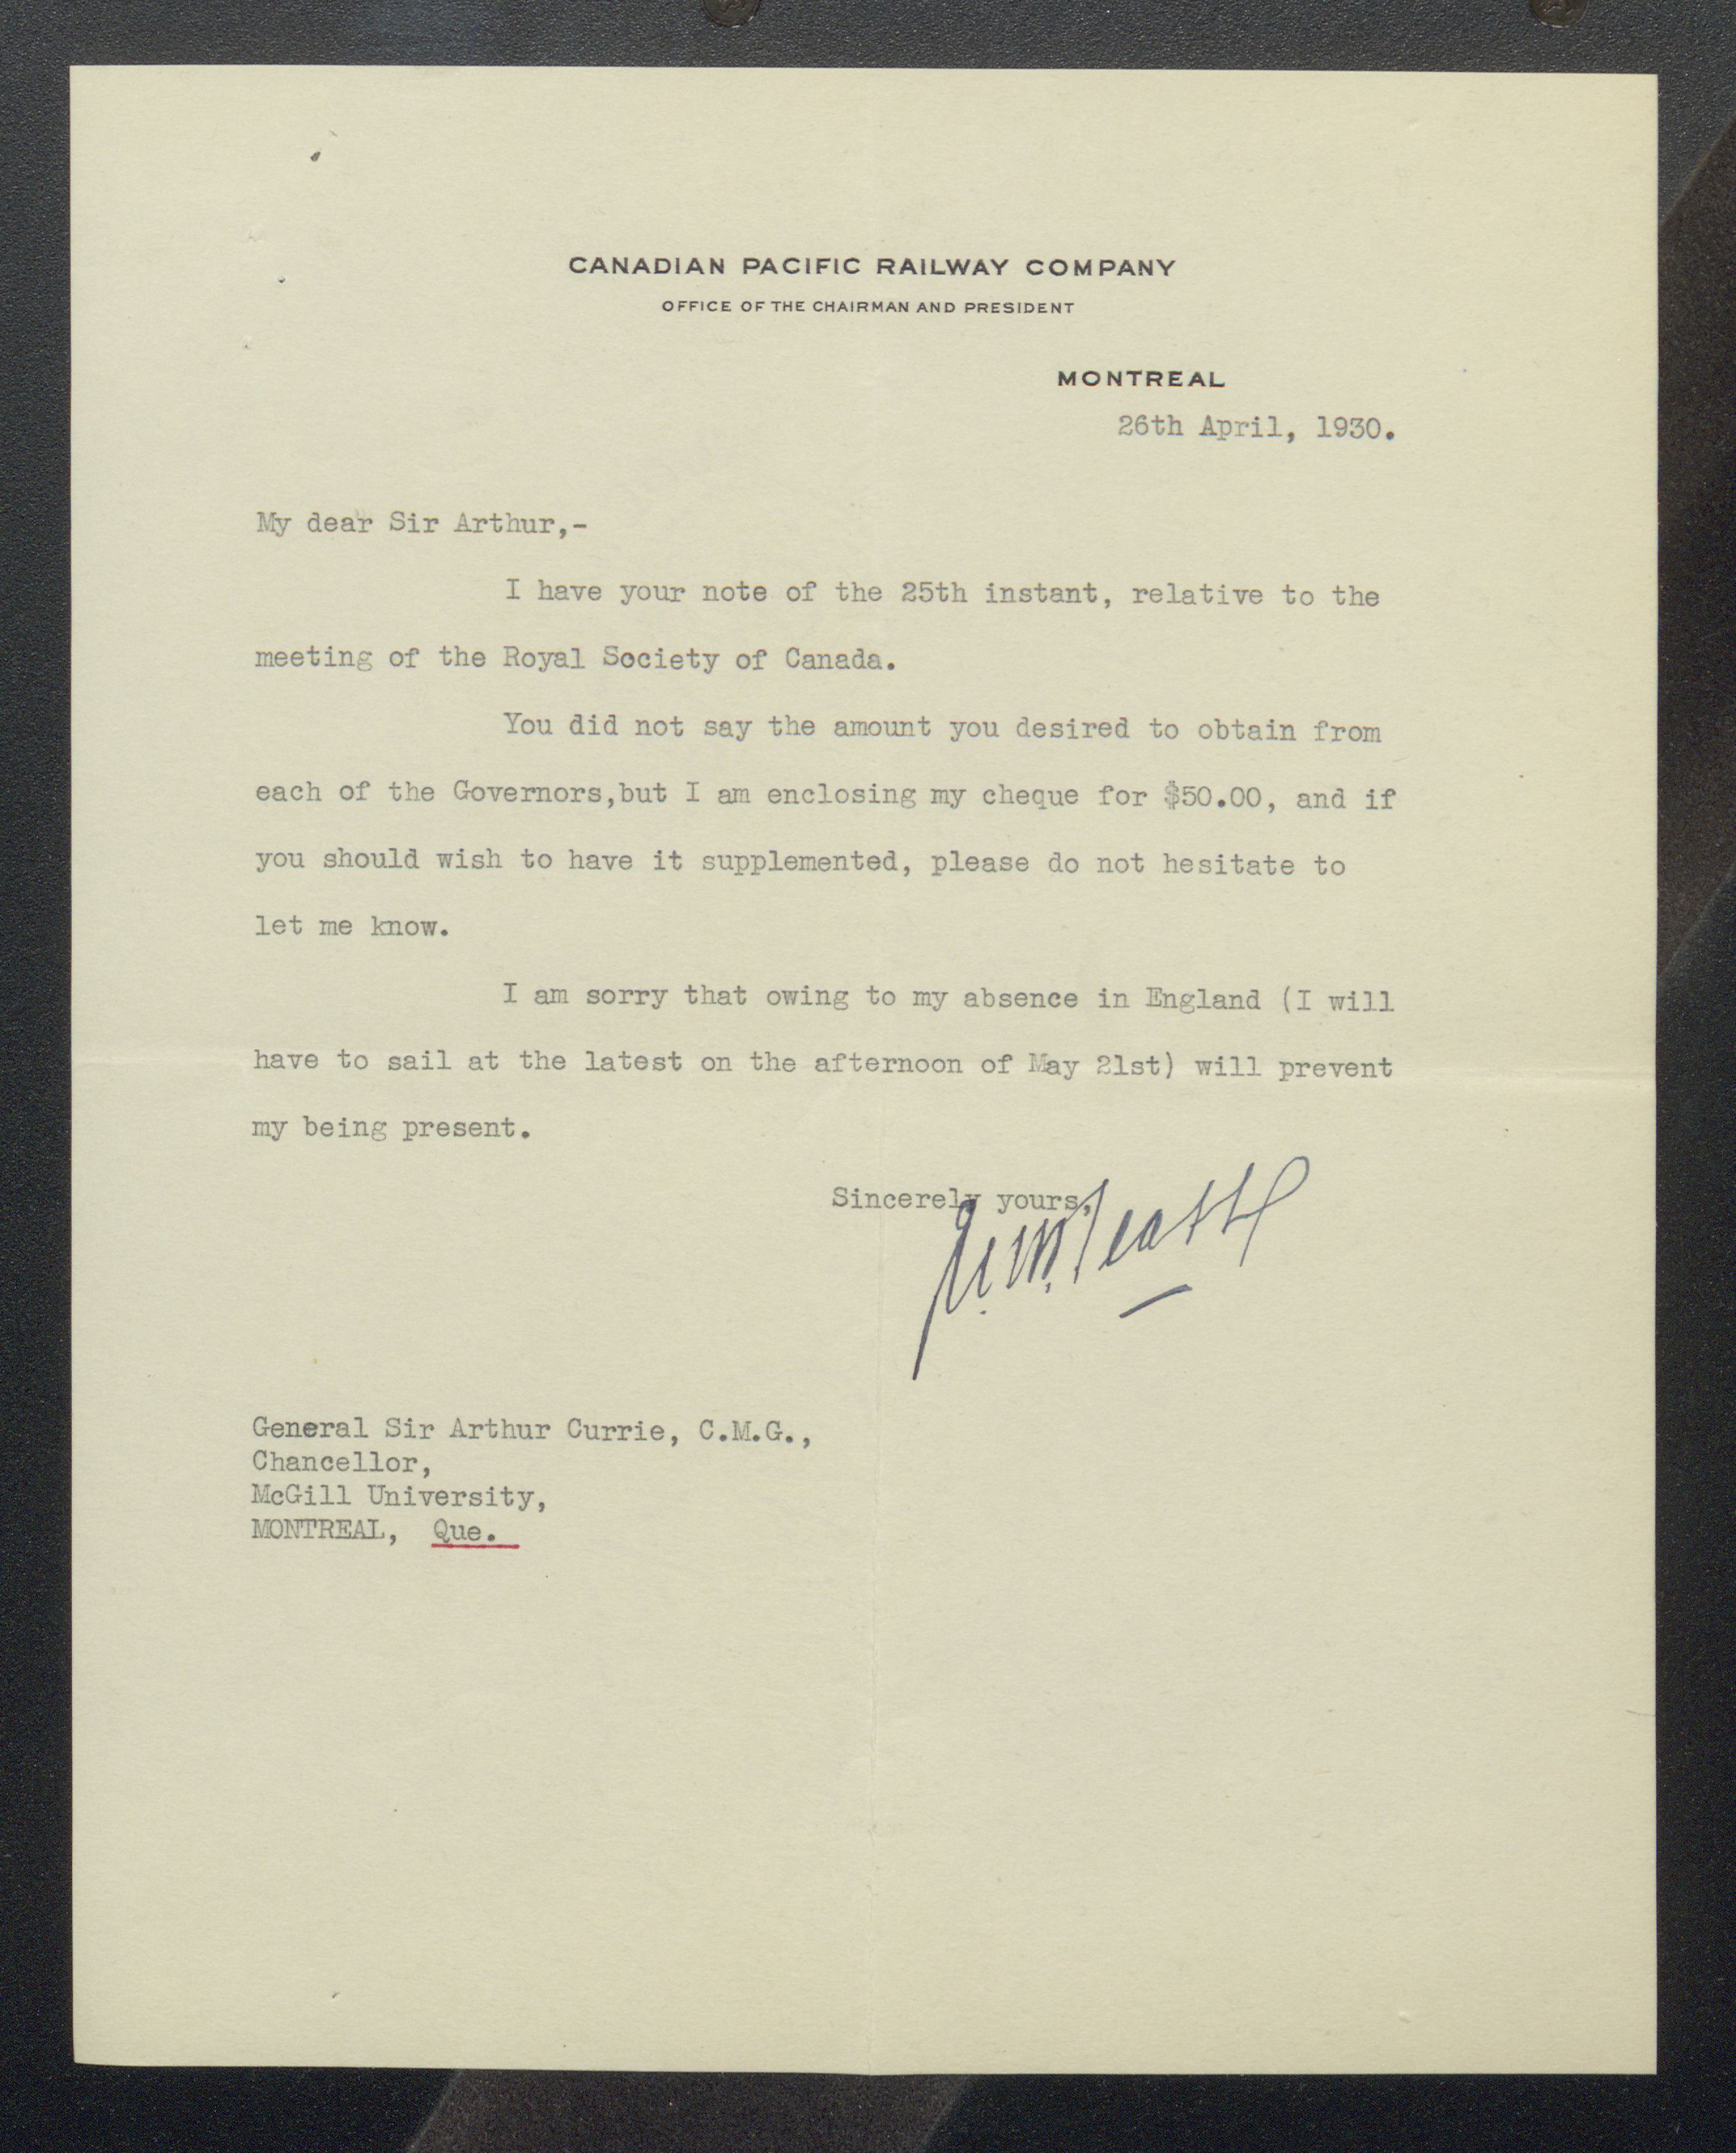 CANADIAN PACIFIC RAILWAY COMPANY
OFFICE OF THE CHAIRMAN AND PRESIDENT
MONTREAL
26th April, 1930.
My dear Sir Arthur,-
I have your note of the 25th instant, relative to the
meeting of the Royal Society of Canada.
You did not say the amount you desired to obtain from
each of the Governors,but I am enclosing my cheque for $50.00, and if
you should wish to have it supplemented, please do not hesitate to
let me know.
I am sorry that owing to my absence in England (I will
have to sail at the latest on the afternoon of May 21st) will prevent
my being present.
Sincerely yours,
General Sir Arthur Currie, C.M.G.,
Chancellor,
McGill University,
MONTREAL, Que.